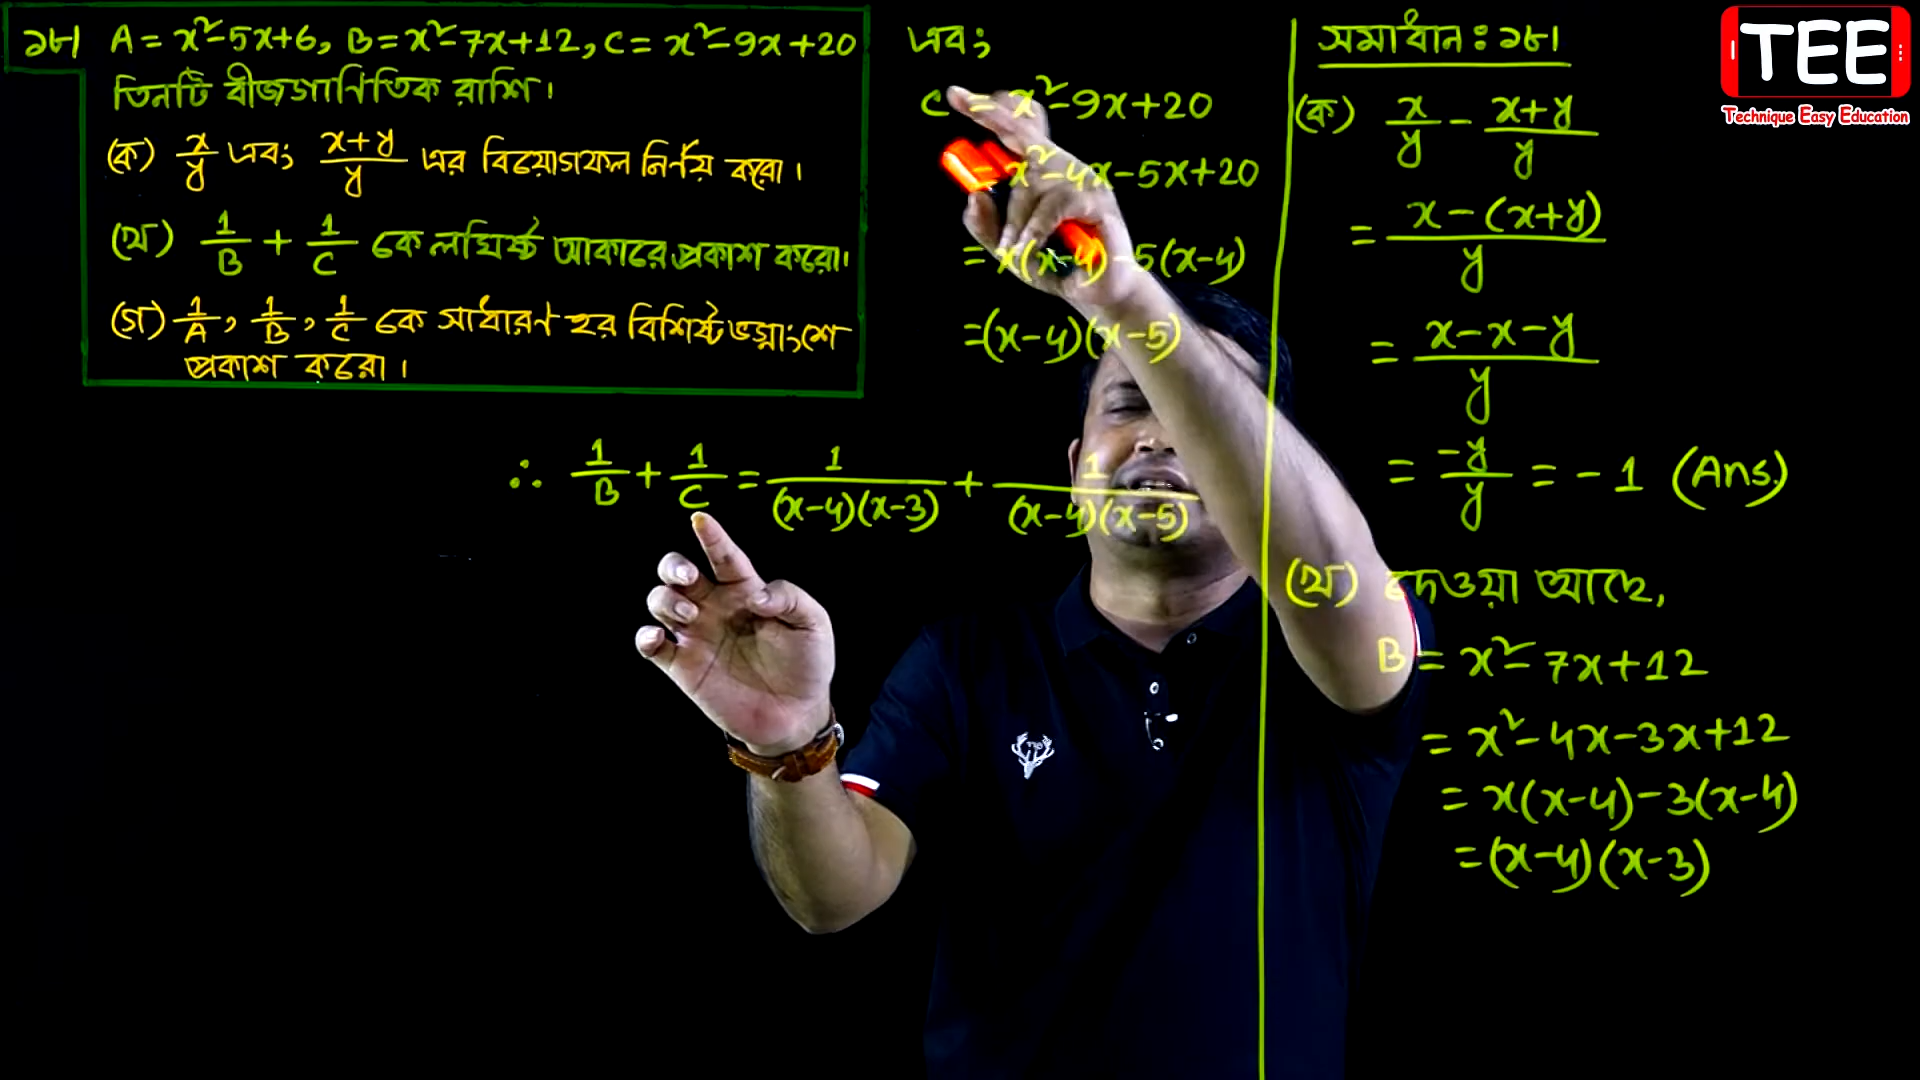 ১৮। A = x²-5x+6, B = x²-7x+12, C = x²-9x+20
তিনটি বীজগাণিতিক রাশি।
(ক) x/y এবং (x+y)/y এর বিয়োগফল নির্ণয় করো।
(খ) 1/B + 1/C কে লঘিষ্ঠ আকারে প্রকাশ করো।
(গ) 1/A, 1/B, 1/C কে সাধারণ হর বিশিষ্ট ভগ্নাংশে
প্রকাশ করো।
এবং
C = x²-9x+20
= x²-4x-5x+20
= x(x-4)-5(x-4)
=(x-4)(x-5)
∴ 1/B + 1/C = 1/(x-4)(x-3) + 1/(x-4)(x-5)
সমাধান: ১৮।
(ক) x/y - (x+y)/y
= (x-(x+y))/y
= (x-x-y)/y
= -y/y = -1 (Ans)
(খ) দেওয়া আছে,
B = x²-7x+12
= x²-4x-3x+12
= x(x-4)-3(x-4)
=(x-4)(x-3)
TEE
Technique Easy Education